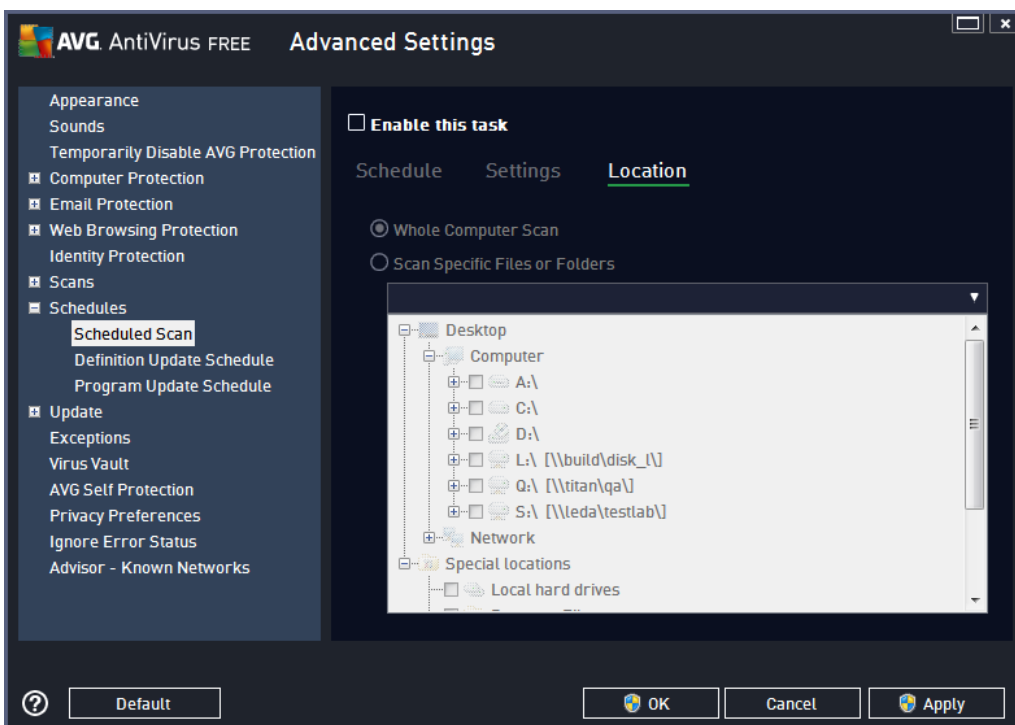 AVG. AntiVirus FREE Advanced Settings
Appearance
Sounds
Temporarily Disable AVG Protection
Computer Protection
Email Protection
Web Browsing Protection
Identity Protection
Scans
Schedules
Scheduled Scan
Definition Update Schedule
Program Update Schedule
Update
Exceptions
Virus Vault
AVG Self Protection
Privacy Preferences
Ignore Error Status
Advisor - Known Networks
Enable this task
Schedule Settings Location
Whole Computer Scan
Scan Specific Files or Folders
Desktop
Computer
A:\
C:\
D:\
L:\ [\\build\disk_l\]
Q:\ [\\titan\qa\]
S:\ [\\leda\testlab\]
Network
Special locations
Local hard drives
? Default OK Cancel Apply